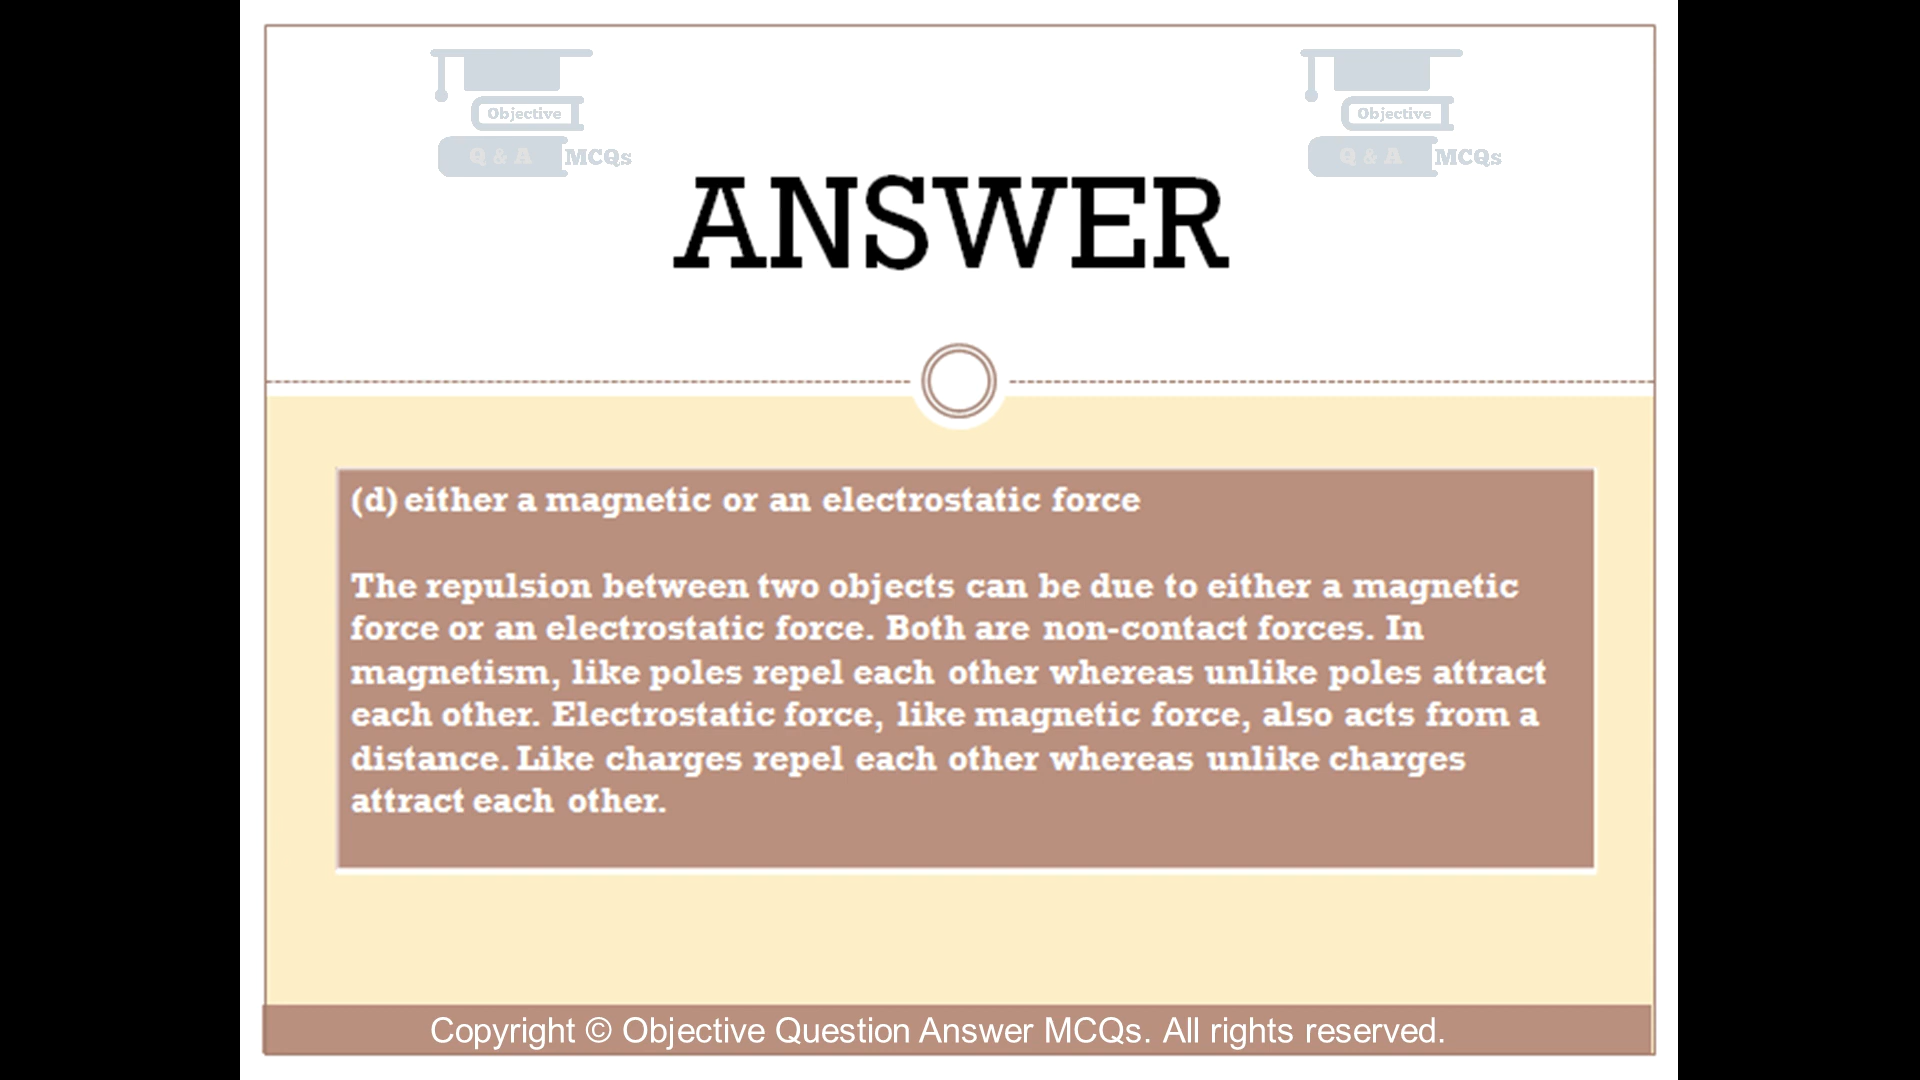 Objective
Q & A MCQs
Objective
Q & A MCQs
ANSWER
(d) either a magnetic or an electrostatic force
The repulsion between two objects can be due to either a magnetic
force or an electrostatic force. Both are non-contact forces. In
magnetism, like poles repel each other whereas unlike poles attract
each other. Electrostatic force, like magnetic force, also acts from a
distance. Like charges repel each other whereas unlike charges
attract each other.
Copyright © Objective Question Answer MCQs. All rights reserved.